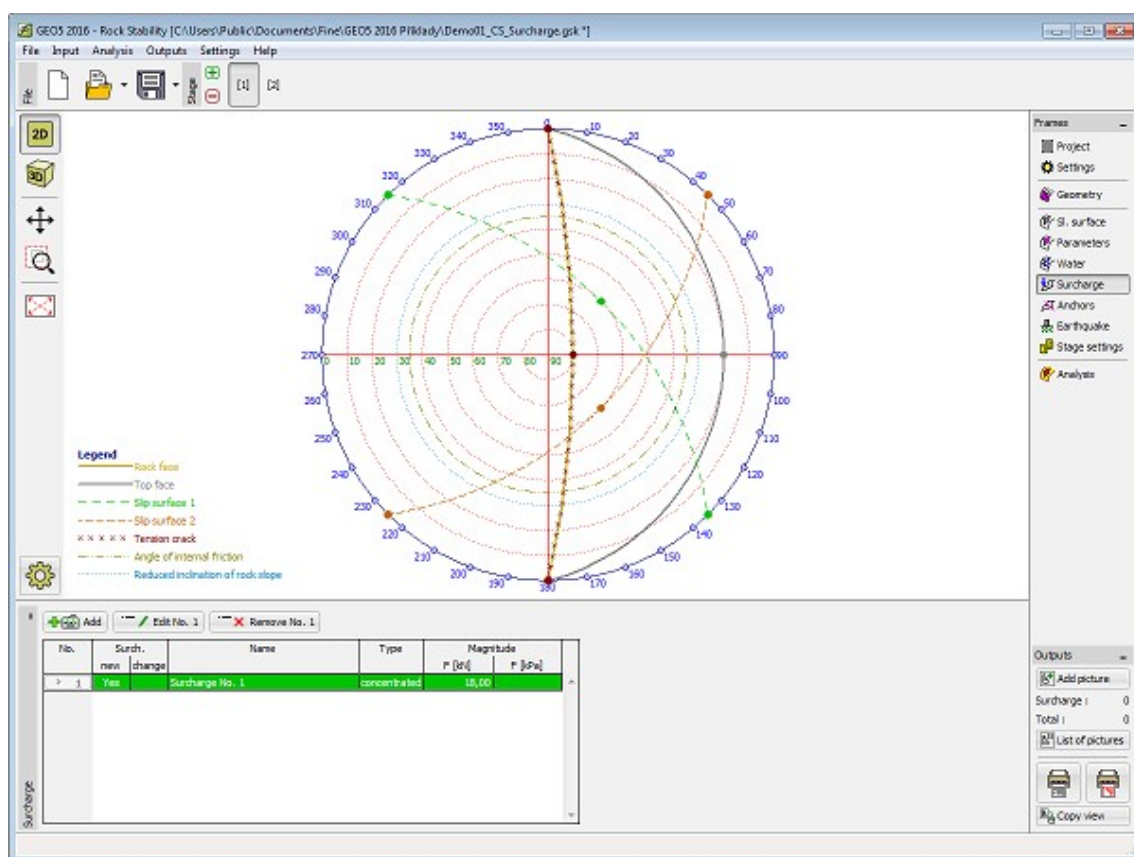 GEO5 2016 - Rock Stability [C:\Users\Public\Documents\Fine\GEO5 2016 Příklady\Demo01_CS_Surcharge.gsk *]
File Input Analysis Outputs Settings Help
File
Stage
[1] [2]
2D
3D
0 10 20 30 40 50 60 70 80 90 100 110 120 130 140 150 160 170 180 190 200 210 220 230 240 250 260 270 280 290 300 310 320 330 340 350
0 10 20 30 40 50 60 70 80 90
Legend
Rock face
Top face
Slip surface 1
Slip surface 2
Tension crack
Angle of internal friction
Reduced inclination of rock slope
Frames
Project
Settings
Geometry
Sl. surface
Parameters
Water
Surcharge
Anchors
Earthquake
Stage settings
Analysis
Add Edit No. 1 Remove No. 1
No. Surch. Name Type Magnitude
new change F [kN] F [kPa]
1 Yes Surcharge No. 1 concentrated 18,00
Surcharge
Outputs
Add picture
Surcharge : 0
Total : 0
List of pictures
Copy view